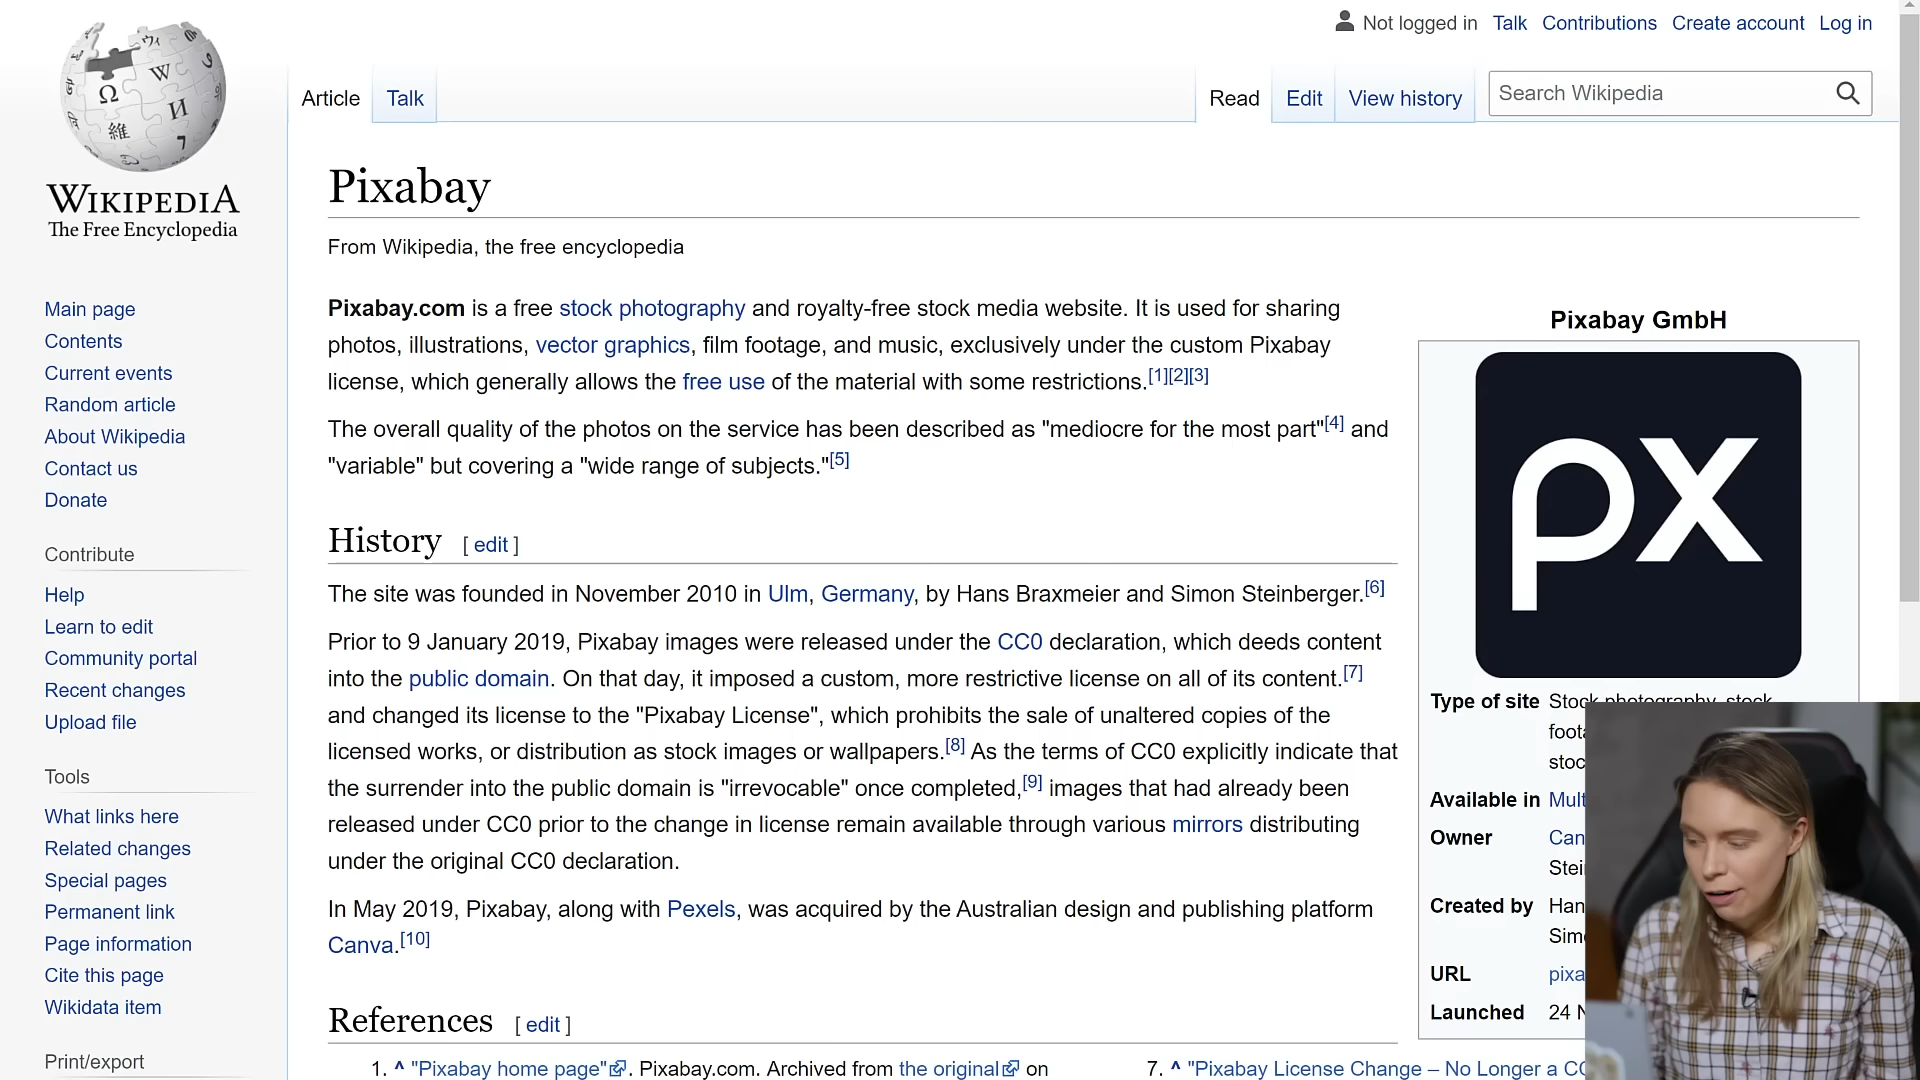 Not logged in Talk Contributions Create account Log in
Article Talk Read Edit View history Search Wikipedia
WIKIPEDIA
The Free Encyclopedia
Main page
Contents
Current events
Random article
About Wikipedia
Contact us
Donate
Contribute
Help
Learn to edit
Community portal
Recent changes
Upload file
Tools
What links here
Related changes
Special pages
Permanent link
Page information
Cite this page
Wikidata item
Print/export
Pixabay
From Wikipedia, the free encyclopedia
Pixabay.com is a free stock photography and royalty-free stock media website. It is used for sharing
photos, illustrations, vector graphics, film footage, and music, exclusively under the custom Pixabay
license, which generally allows the free use of the material with some restrictions.[1][2][3]
The overall quality of the photos on the service has been described as "mediocre for the most part"[4] and
"variable" but covering a "wide range of subjects."[5]
History [ edit ]
The site was founded in November 2010 in Ulm, Germany, by Hans Braxmeier and Simon Steinberger.[6]
Prior to 9 January 2019, Pixabay images were released under the CC0 declaration, which deeds content
into the public domain. On that day, it imposed a custom, more restrictive license on all of its content.[7]
and changed its license to the "Pixabay License", which prohibits the sale of unaltered copies of the
licensed works, or distribution as stock images or wallpapers.[8] As the terms of CC0 explicitly indicate that
the surrender into the public domain is "irrevocable" once completed,[9] images that had already been
released under CC0 prior to the change in license remain available through various mirrors distributing
under the original CC0 declaration.
In May 2019, Pixabay, along with Pexels, was acquired by the Australian design and publishing platform
Canva.[10]
References [ edit ]
1. ^ "Pixabay home page". Pixabay.com. Archived from the original on
7. ^ "Pixabay License Change – No Longer a CC
Pixabay GmbH
px
Type of site Stock photography, stock
Available in
Owner
Created by
URL
Launched 24